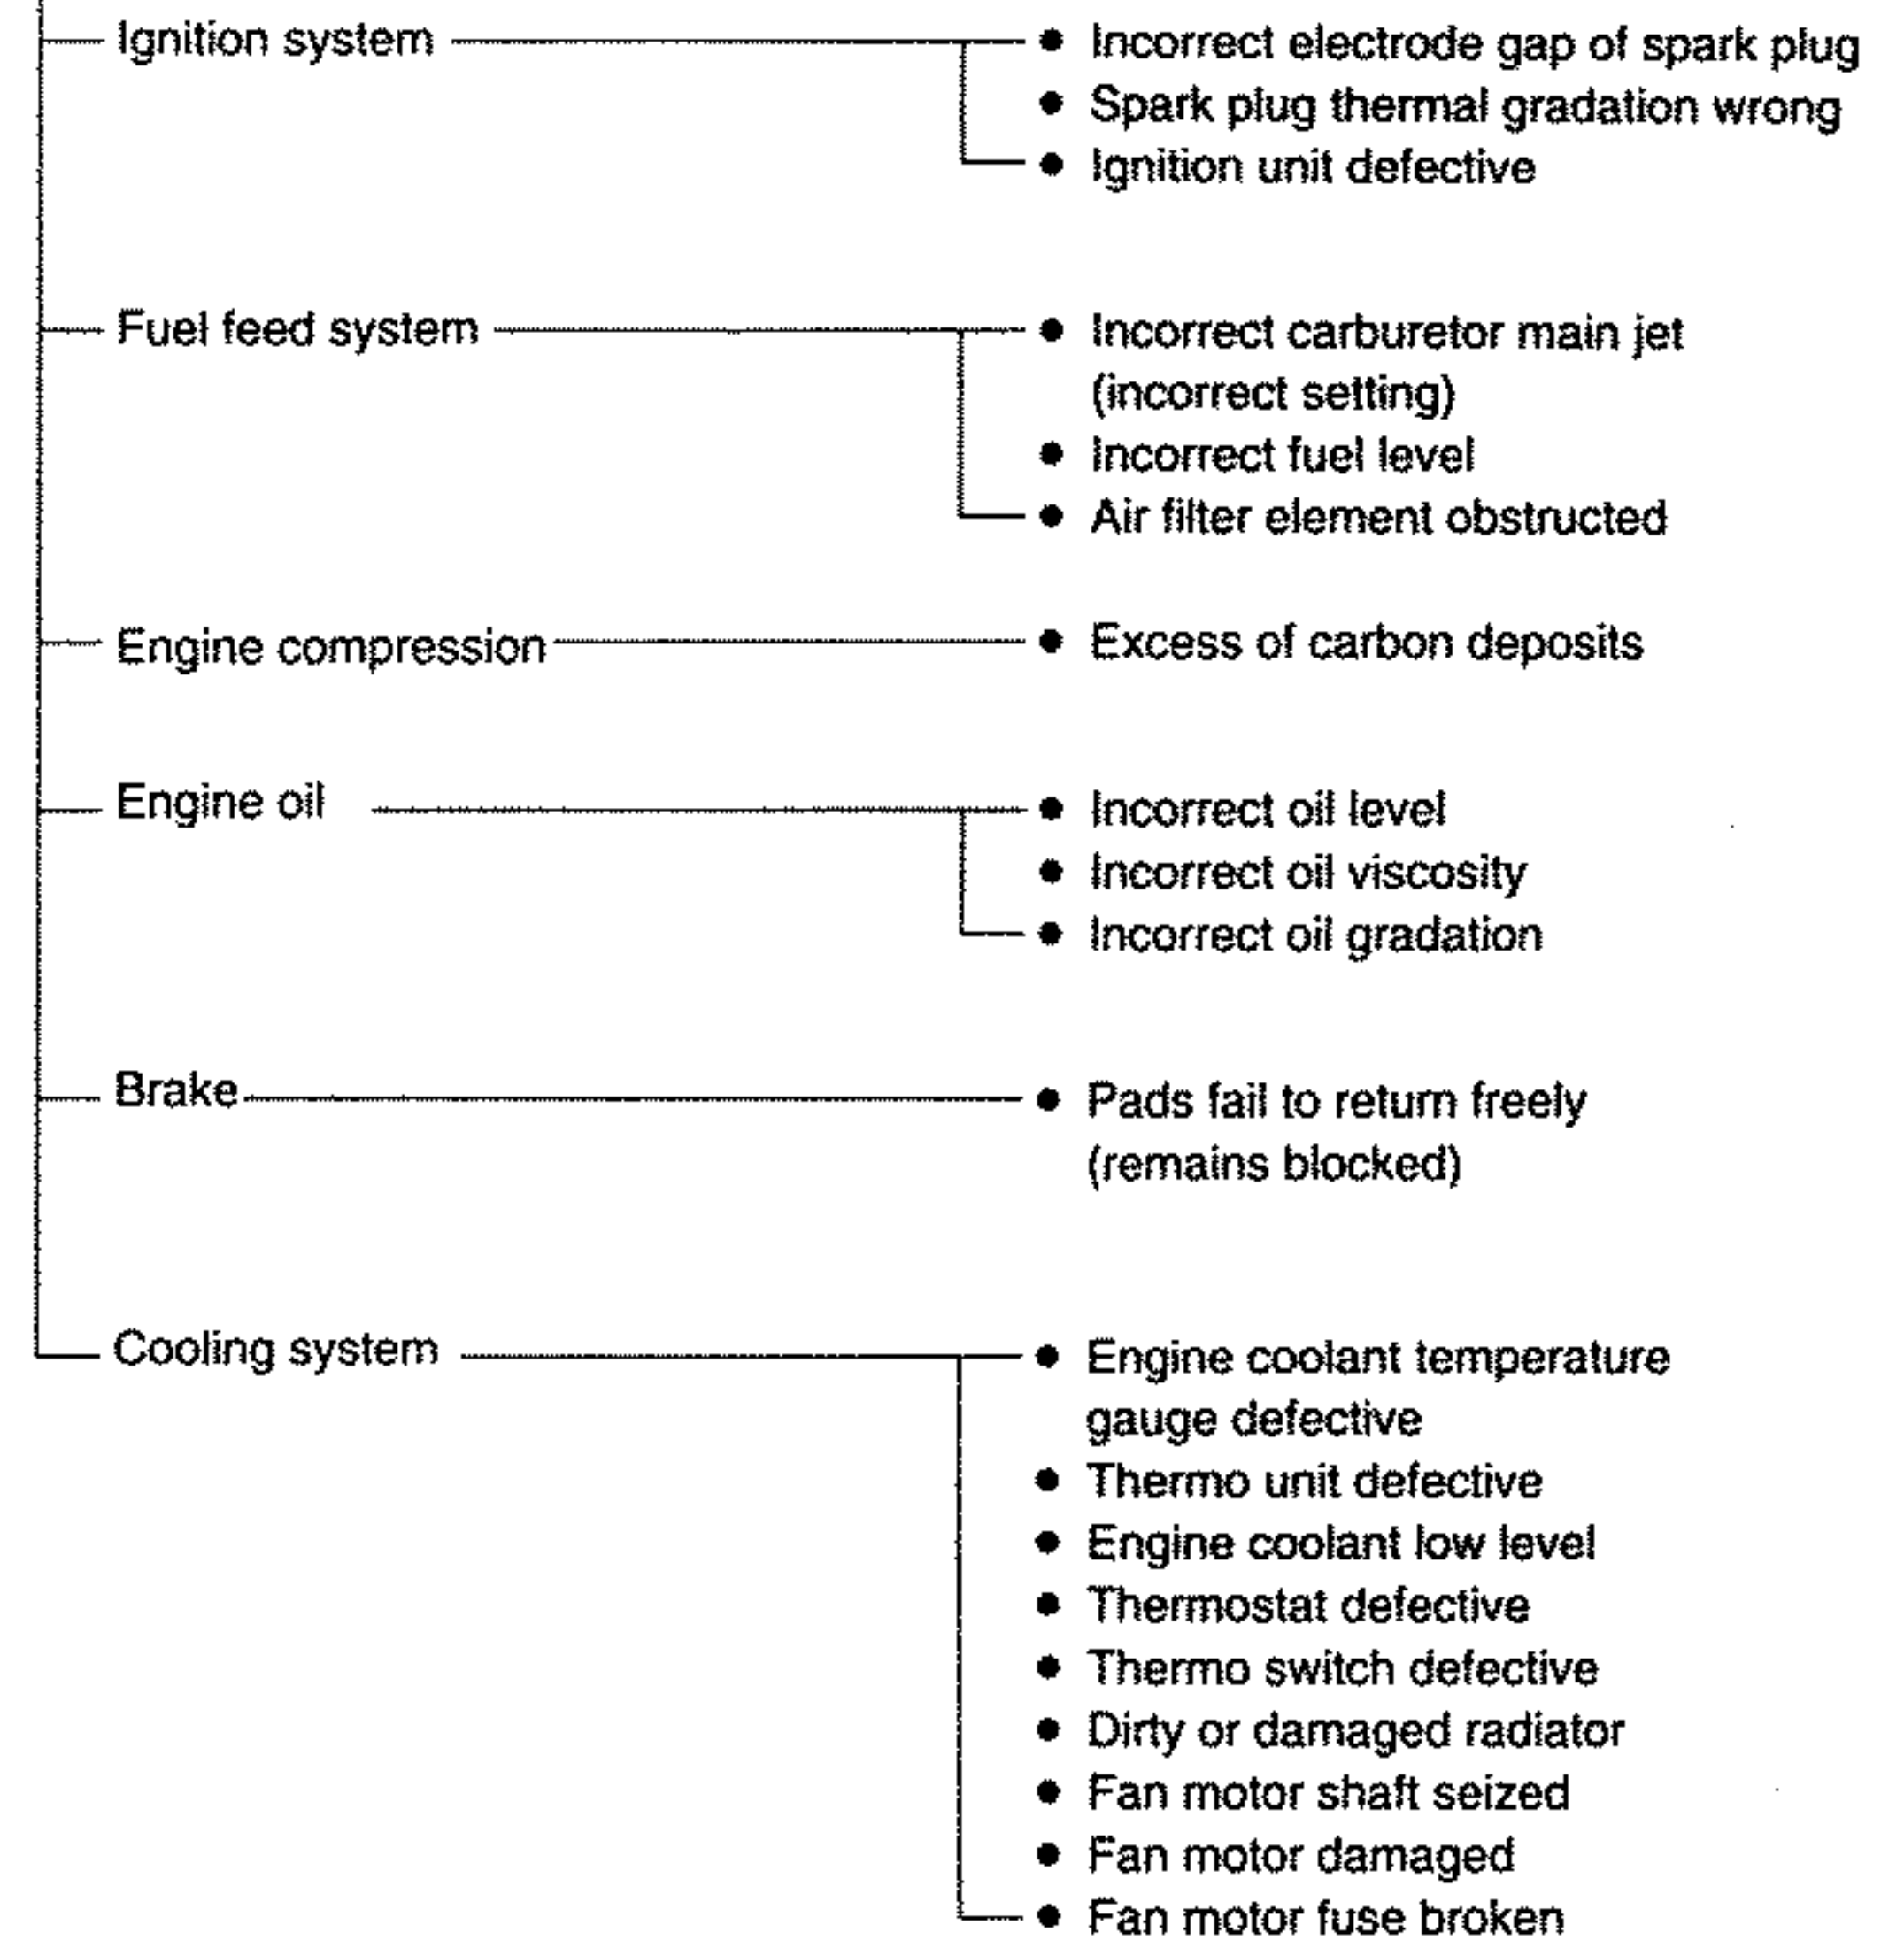 Ignition system
● Incorrect electrode gap of spark plug
● Spark plug thermal gradation wrong
● Ignition unit defective
Fuel feed system
● Incorrect carburetor main jet
(incorrect setting)
● Incorrect fuel level
● Air filter element obstructed
Engine compression
● Excess of carbon deposits
Engine oil
● Incorrect oil level
● Incorrect oil viscosity
● Incorrect oil gradation
Brake
● Pads fail to return freely
(remains blocked)
Cooling system
● Engine coolant temperature
gauge defective
● Thermo unit defective
● Engine coolant low level
● Thermostat defective
● Thermo switch defective
● Dirty or damaged radiator
● Fan motor shaft seized
● Fan motor damaged
● Fan motor fuse broken